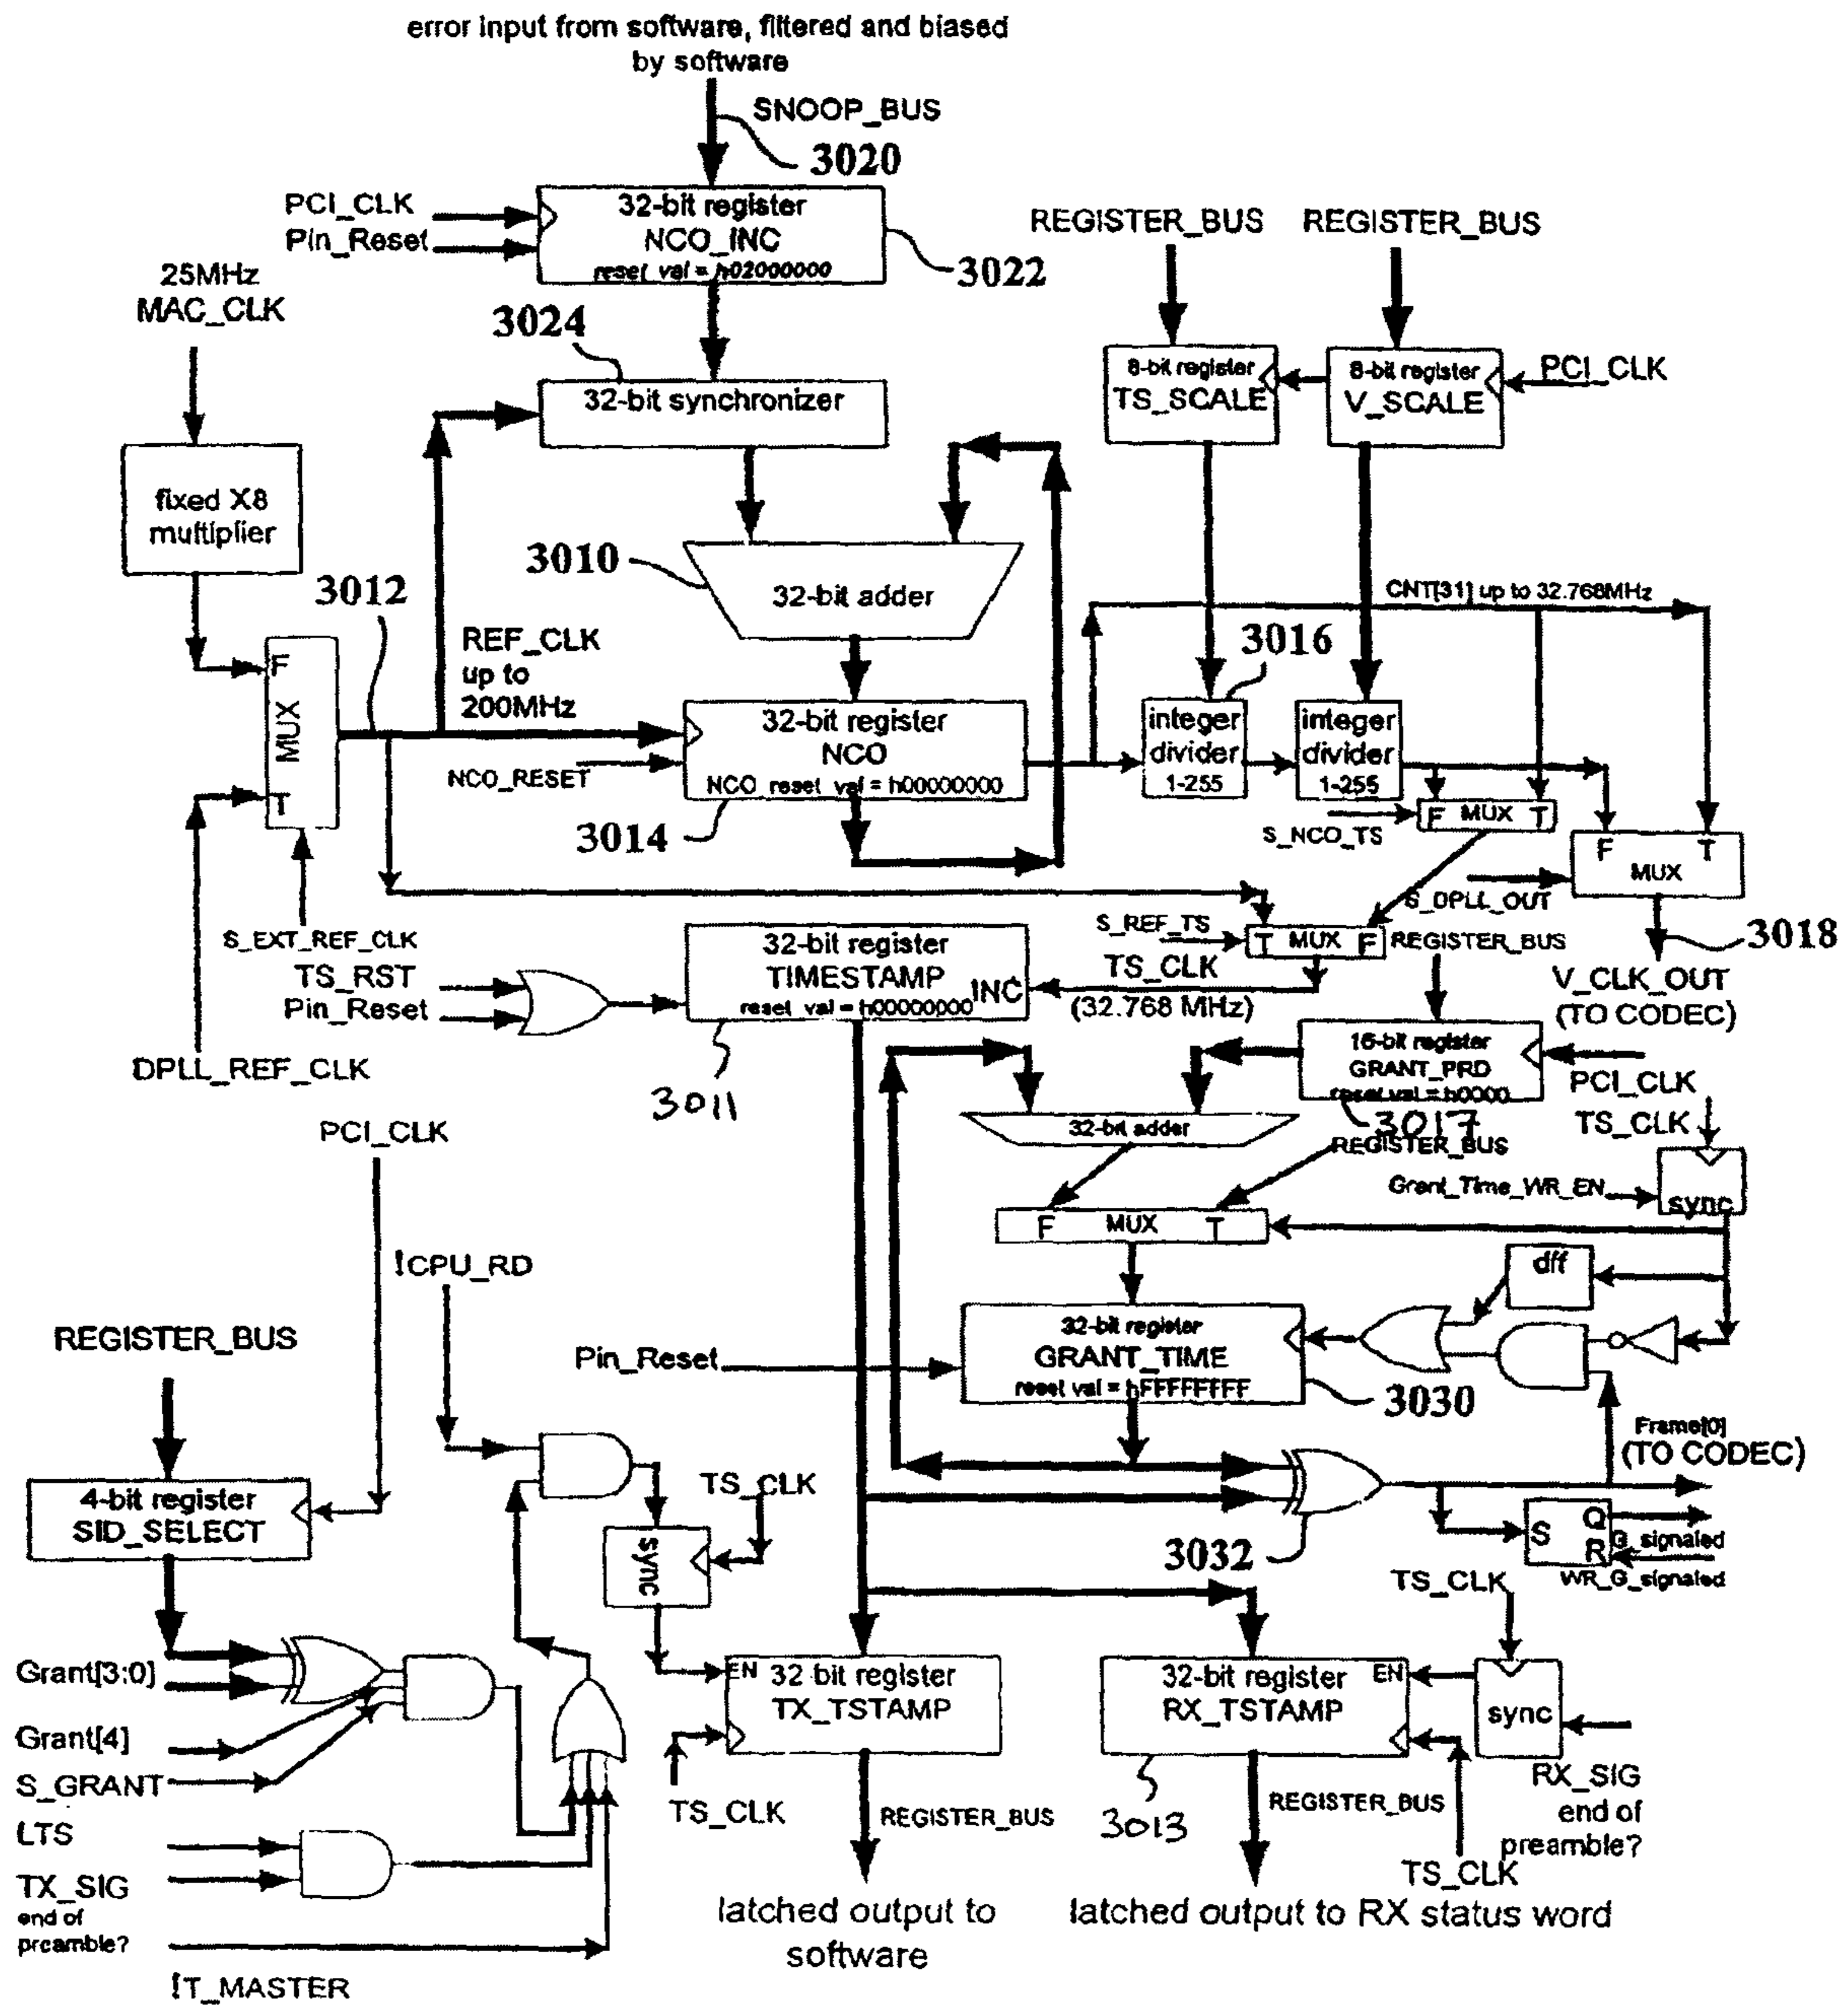 error input from software, filtered and biased
by software
SNOOP_BUS
3020
PCI_CLK
Pin_Reset
32-bit register
NCO_INC
reset_val = h02000000
3022
REGISTER_BUS
REGISTER_BUS
25MHz
MAC_CLK
3024
32-bit synchronizer
8-bit register
TS_SCALE
8-bit register
V_SCALE
PCI_CLK
fixed X8
multiplier
3010
32-bit adder
CNT[31] up to 32.768MHz
3012
REF_CLK
up to
200MHz
F
MUX
T
32-bit register
NCO
NCO_reset_val = h00000000
NCO_RESET
3014
3016
integer
divider
1-255
integer
divider
1-255
S_NCO_TS
F MUX T
F T
MUX
S_DPLL_OUT
3018
V_CLK_OUT
(TO CODEC)
S_EXT_REF_CLK
TS_RST
Pin_Reset
DPLL_REF_CLK
32-bit register
TIMESTAMP
INC
reset_val = h00000000
3011
S_REF_TS
T MUX F
REGISTER_BUS
TS_CLK
(32.768 MHz)
16-bit register
GRANT_PRD
reset val = h0000
3017
PCI_CLK
TS_CLK
32-bit adder
REGISTER_BUS
Grant_Time_WR_EN
sync
F MUX T
dff
PCI_CLK
!CPU_RD
REGISTER_BUS
Pin_Reset
32-bit register
GRANT_TIME
reset val = hFFFFFFFF
3030
Frame[0]
(TO CODEC)
4-bit register
SID_SELECT
TS_CLK
sync
3032
S Q
R
G_signaled
WR_G_signaled
TS_CLK
Grant[3:0]
Grant[4]
S_GRANT
LTS
TX_SIG
end of
preamble?
!T_MASTER
EN 32 bit register
TX_TSTAMP
TS_CLK
REGISTER_BUS
latched output to
software
32-bit register EN
RX_TSTAMP
3013
REGISTER_BUS
sync
RX_SIG
end of
preamble?
TS_CLK
latched output to RX status word